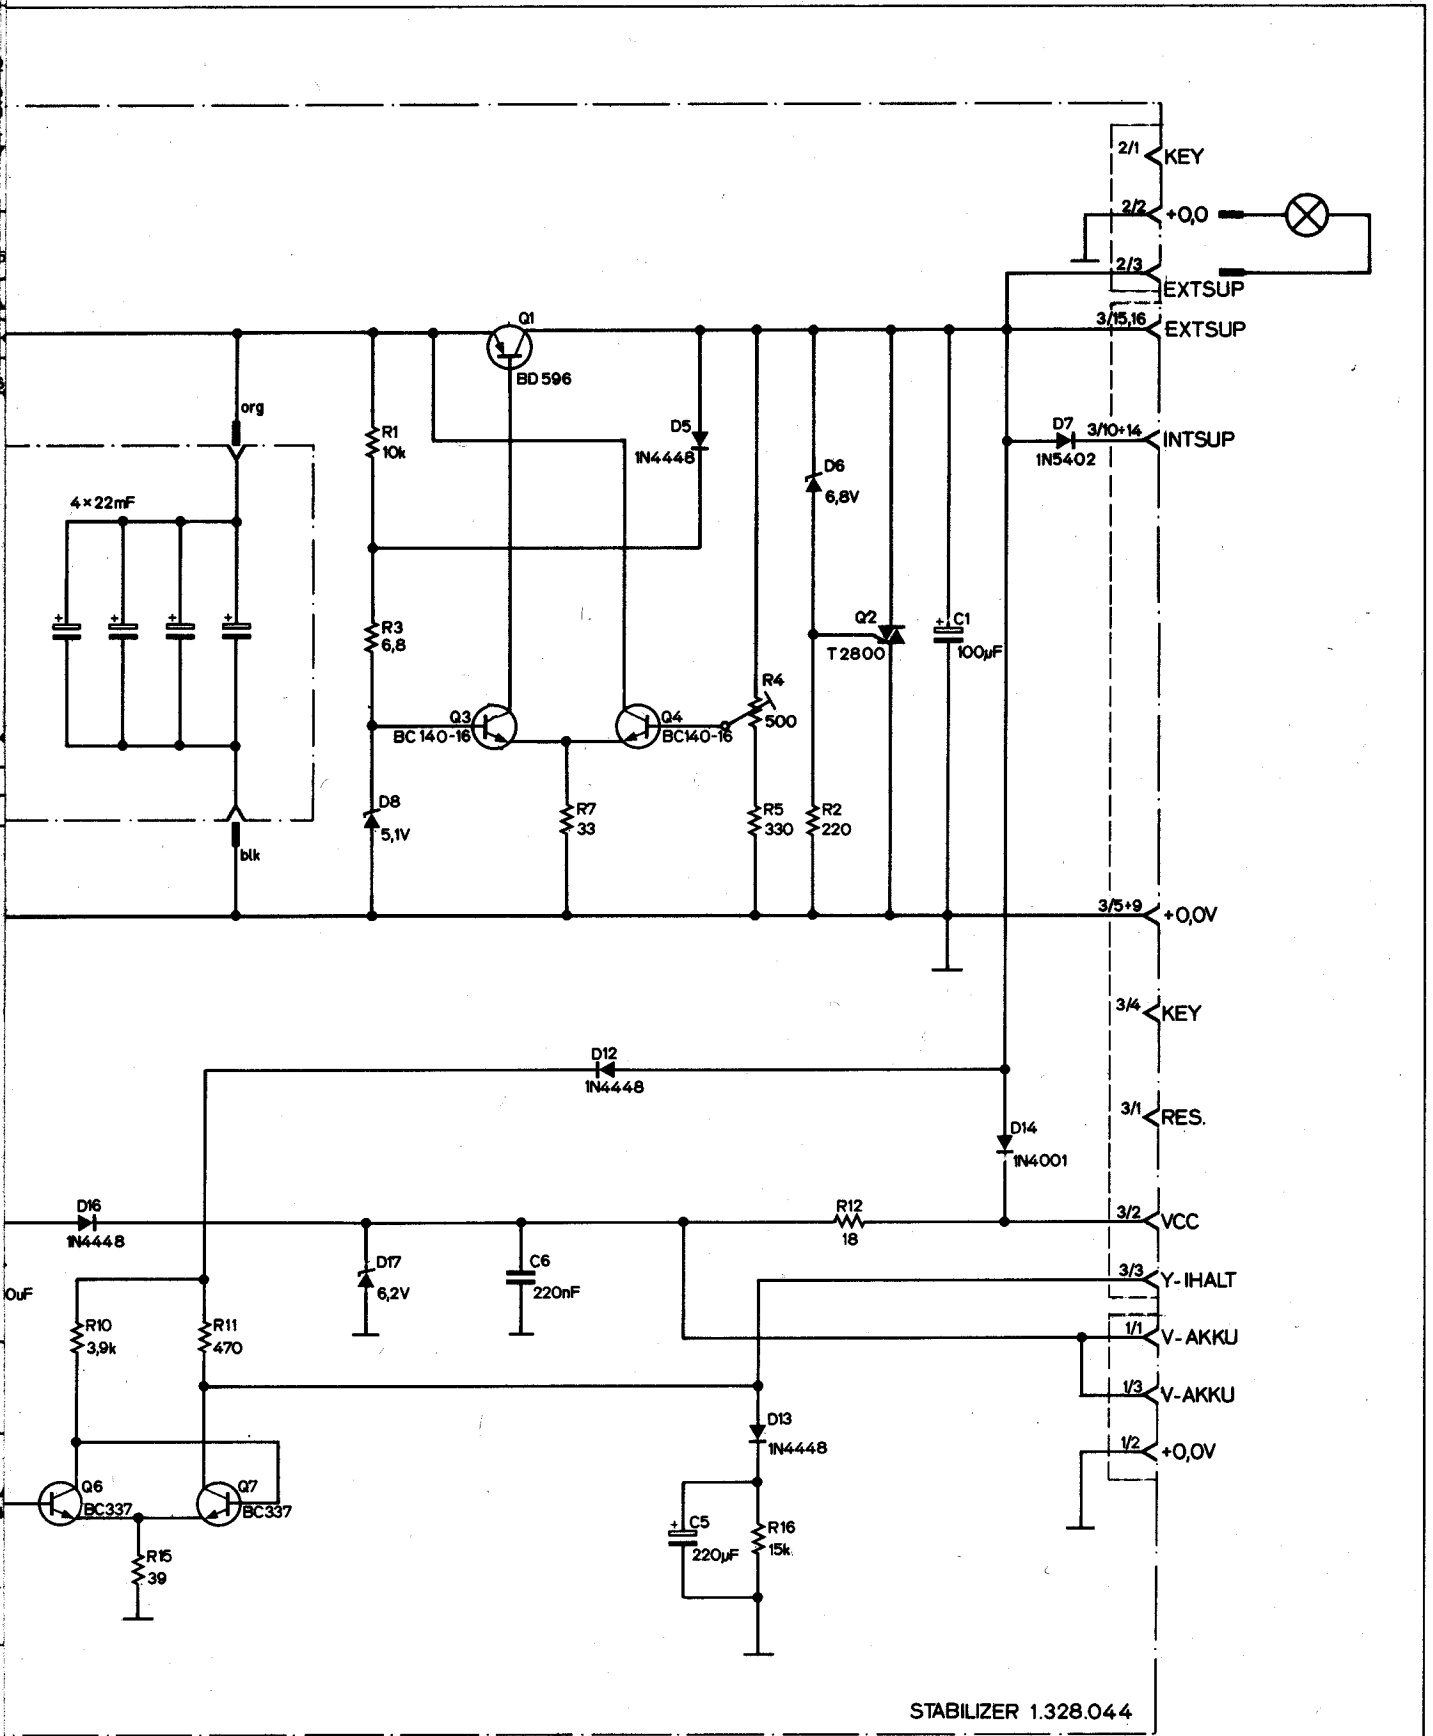 2/1 KEY
2/2 +0,0
2/3
EXTSUP
Q1
3/15,16 EXTSUP
BD 596
org
R1
10k
D5
1N4448
D7 3/10÷14 INTSUP
1N5402
D6
6,8V
4×22mF
+ + + +
R3
6,8
Q2
T2800
+ C1
100µF
R4
500
Q3
BC 140-16
Q4
BC140-16
D8
5,1V
R7
33
R5
330
R2
220
blk
3/5÷9 +0,0V
3/4 KEY
D12
1N4448
3/1 RES.
D14
1N4001
D16
1N4448
R12
18
3/2 VCC
D17
6,2V
C6
220nF
3/3 Y-IHALT
0uF
R10
3,9k
R11
470
1/1 V-AKKU
1/3 V-AKKU
D13
1N4448
1/2 +0,0V
Q6
BC337
Q7
BC337
+ C5
220µF
R16
15k
R15
39
STABILIZER 1.328.044